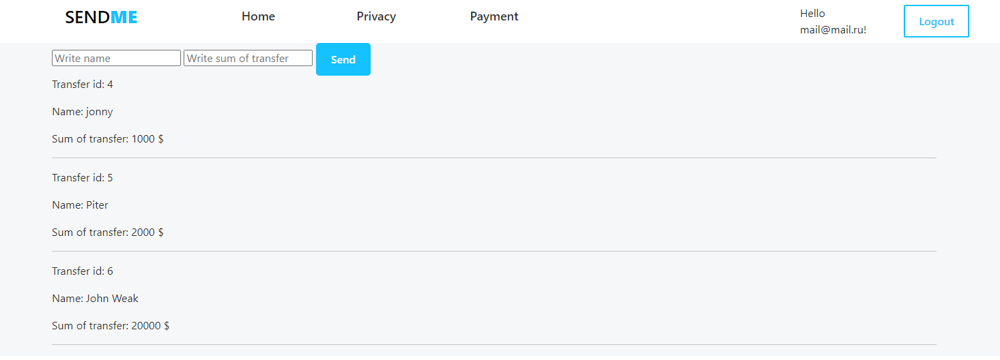 SENDME Home Privacy Payment Hello
mail@mail.ru! Logout
Write name Write sum of transfer Send
Transfer id: 4
Name: jonny
Sum of transfer: 1000 $
Transfer id: 5
Name: Piter
Sum of transfer: 2000 $
Transfer id: 6
Name: John Weak
Sum of transfer: 20000 $